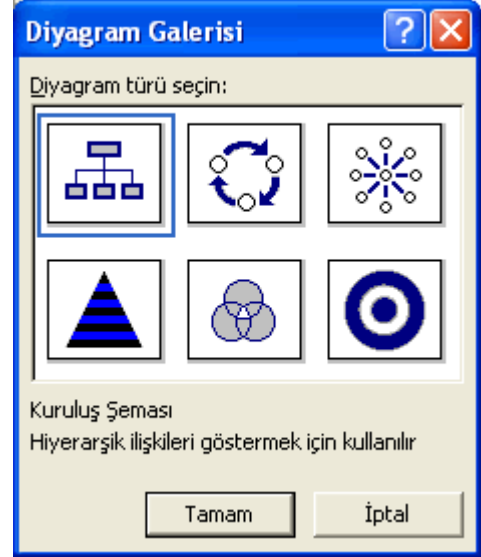 Diyagram Galerisi
Diyagram türü seçin:
Kuruluş Şeması
Hiyerarşik ilişkileri göstermek için kullanılır
Tamam
İptal